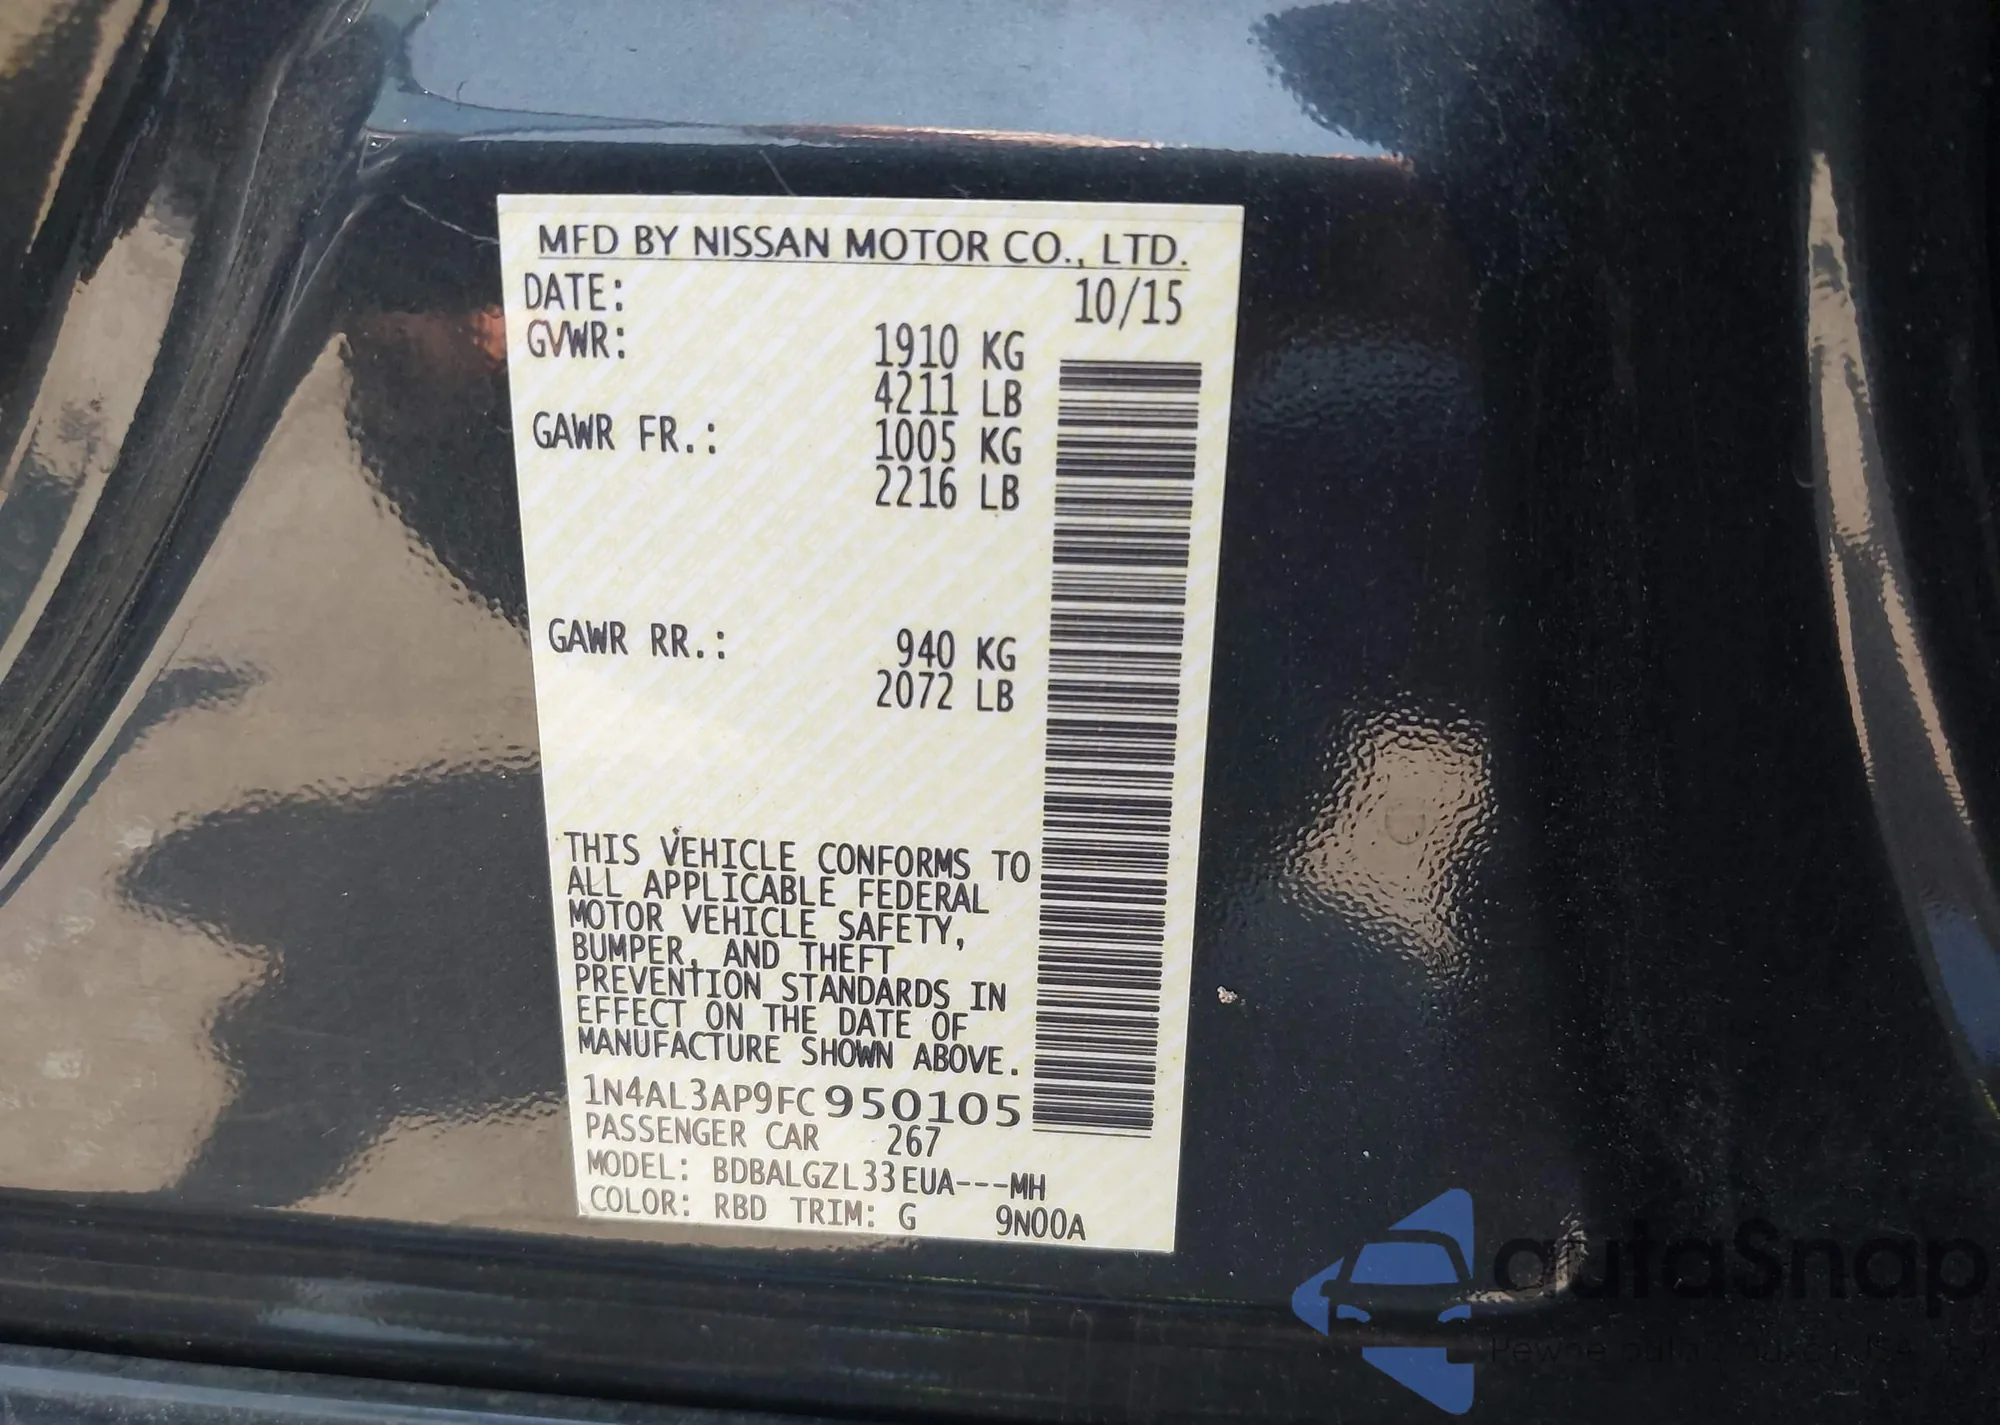 MFD BY NISSAN MOTOR CO., LTD.
DATE: 10/15
GVWR: 1910 KG
4211 LB
GAWR FR.: 1005 KG
2216 LB
GAWR RR.: 940 KG
2072 LB
THIS VEHICLE CONFORMS TO
ALL APPLICABLE FEDERAL
MOTOR VEHICLE SAFETY,
BUMPER, AND THEFT
PREVENTION STANDARDS IN
EFFECT ON THE DATE OF
MANUFACTURE SHOWN ABOVE.
1N4AL3AP9FC950105
PASSENGER CAR 267
MODEL: BDBALGZL33EUA---MH
COLOR: RBD TRIM: G 9N00A
autaSnap
Pewne auta